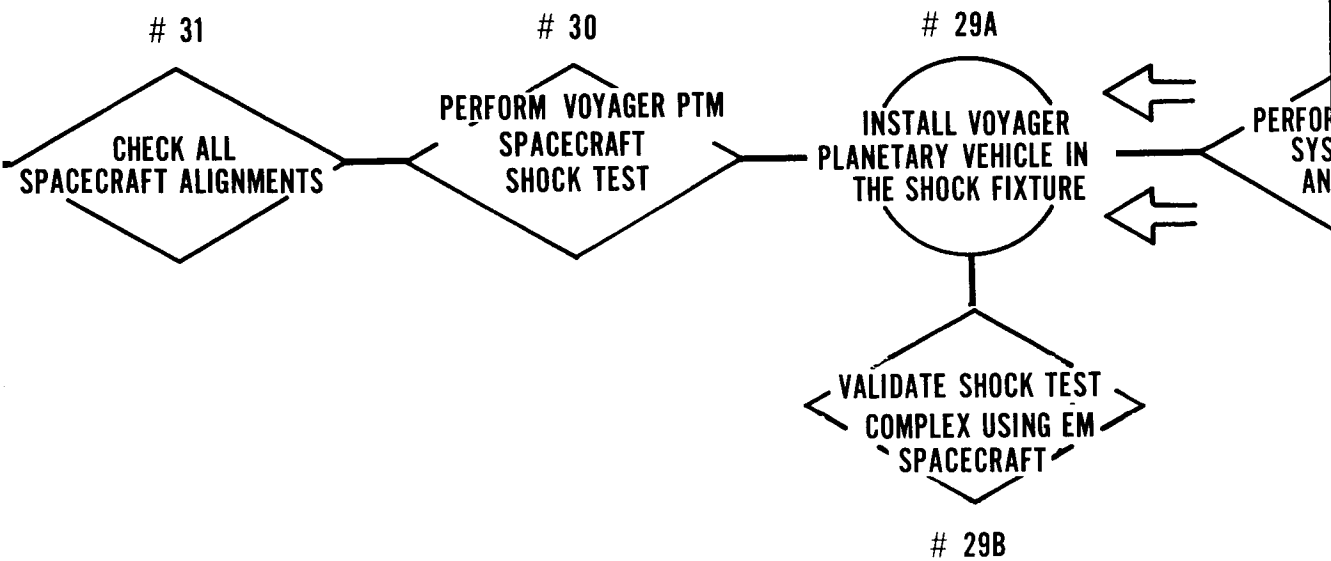 # 31
CHECK ALL
SPACECRAFT ALIGNMENTS
# 30
PERFORM VOYAGER PTM
SPACECRAFT
SHOCK TEST
# 29A
INSTALL VOYAGER
PLANETARY VEHICLE IN
THE SHOCK FIXTURE
VALIDATE SHOCK TEST
COMPLEX USING EM
SPACECRAFT
# 29B